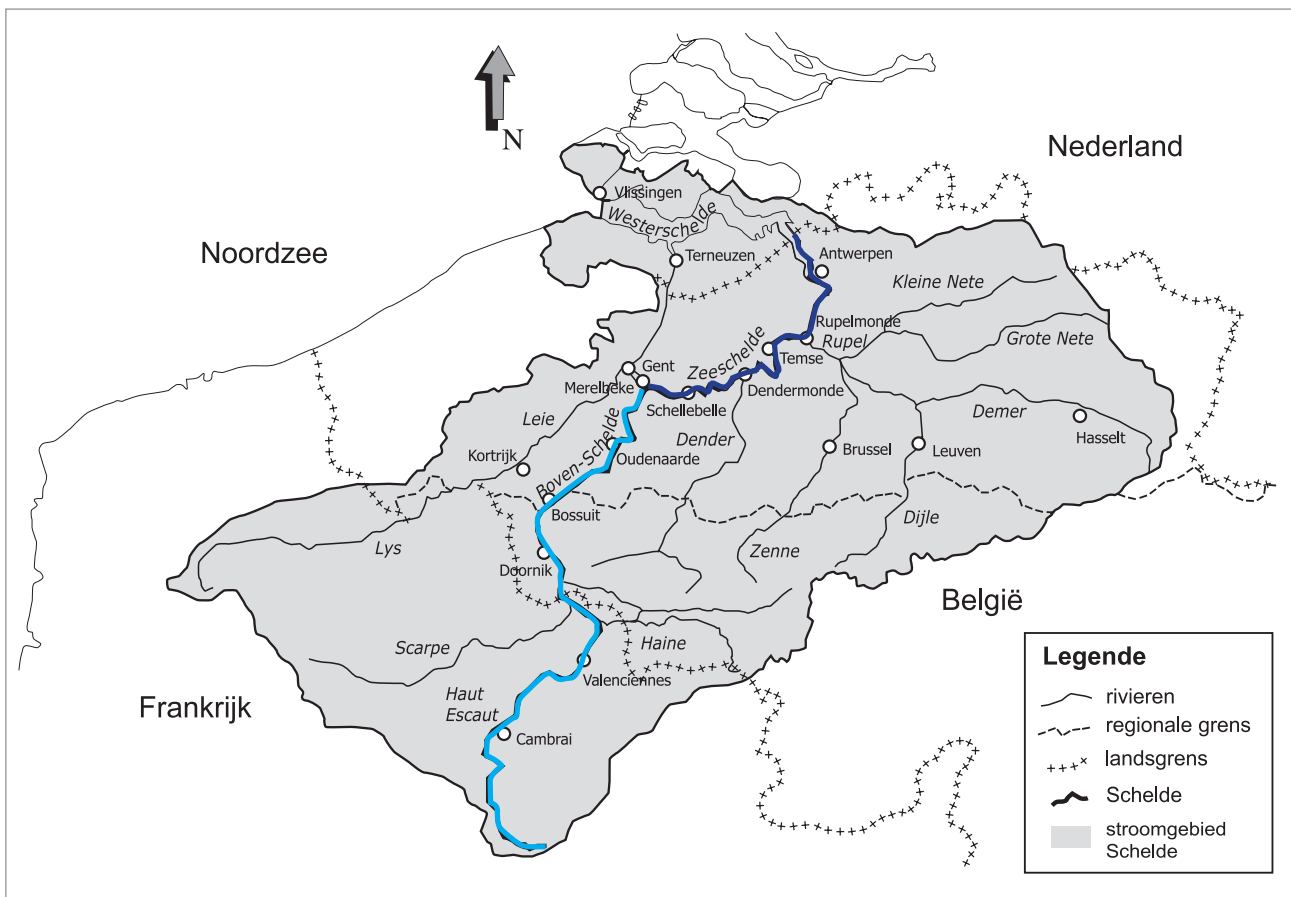 N
Nederland
Vlissingen
Westerschelde
Noordzee
Terneuzen
Antwerpen
Kleine Nete
Rupelmonde
Rupel
Grote Nete
Zeeschelde
Temse
Gent
Merelbeke
Dendermonde
Schellebelle
Leie
Dender
Demer
Hasselt
Boven-Schelde
Kortrijk
Oudenaarde
Brussel
Leuven
Bossuit
Dijle
Lys
Zenne
Doornik
België
Scarpe
Haine
Valenciennes
Frankrijk
Haut
Escaut
Cambrai
Legende
rivieren
regionale grens
landsgrens
Schelde
stroomgebied
Schelde